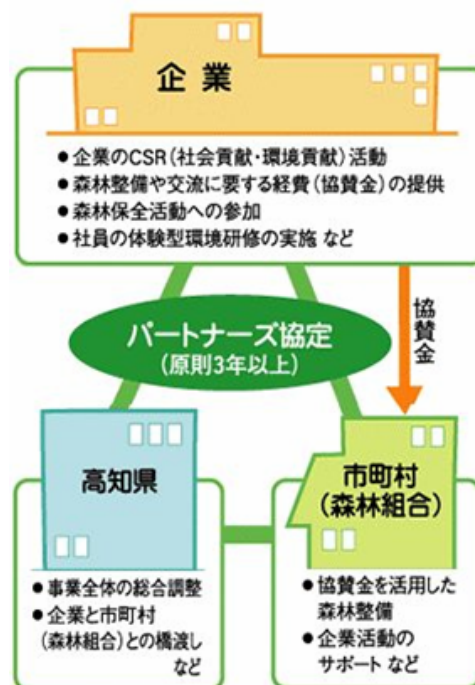 企業
●企業のCSR(社会貢献・環境貢献)活動
●森林整備や交流に要する経費(協賛金)の提供
●森林保全活動への参加
●社員の体験型環境研修の実施 など
協賛金
パートナーズ協定
(原則3年以上)
高知県
●事業全体の総合調整
●企業と市町村
(森林組合)との橋渡し
など
市町村
(森林組合)
●協賛金を活用した
森林整備
●企業活動の
サポート など